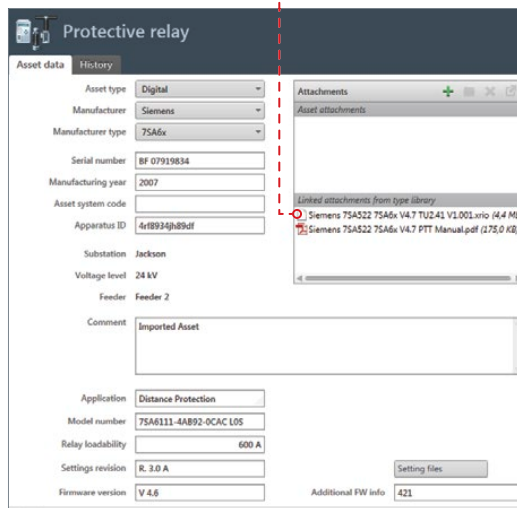 Protective relay
Asset data History
Asset type Digital
Manufacturer Siemens
Manufacturer type 7SA6x
Serial number BF 07919834
Manufacturing year 2007
Asset system code
Apparatus ID 4rf8934jh89df
Substation Jackson
Voltage level 24 kV
Feeder Feeder 2
Attachments
Asset attachments
Linked attachments from type library
Siemens 7SA522 7SA6x V4.7 TU2.41 V1.001.xrio (4,4 MB
Siemens 7SA522 7SA6x V4.7 PTT Manual.pdf (175,0 KB)
Comment Imported Asset
Application Distance Protection
Model number 7SA6111-4AB92-0CAC L0S
Relay loadability 600 A
Settings revision R. 3.0 A
Setting files
Firmware version V 4.6
Additional FW info 421